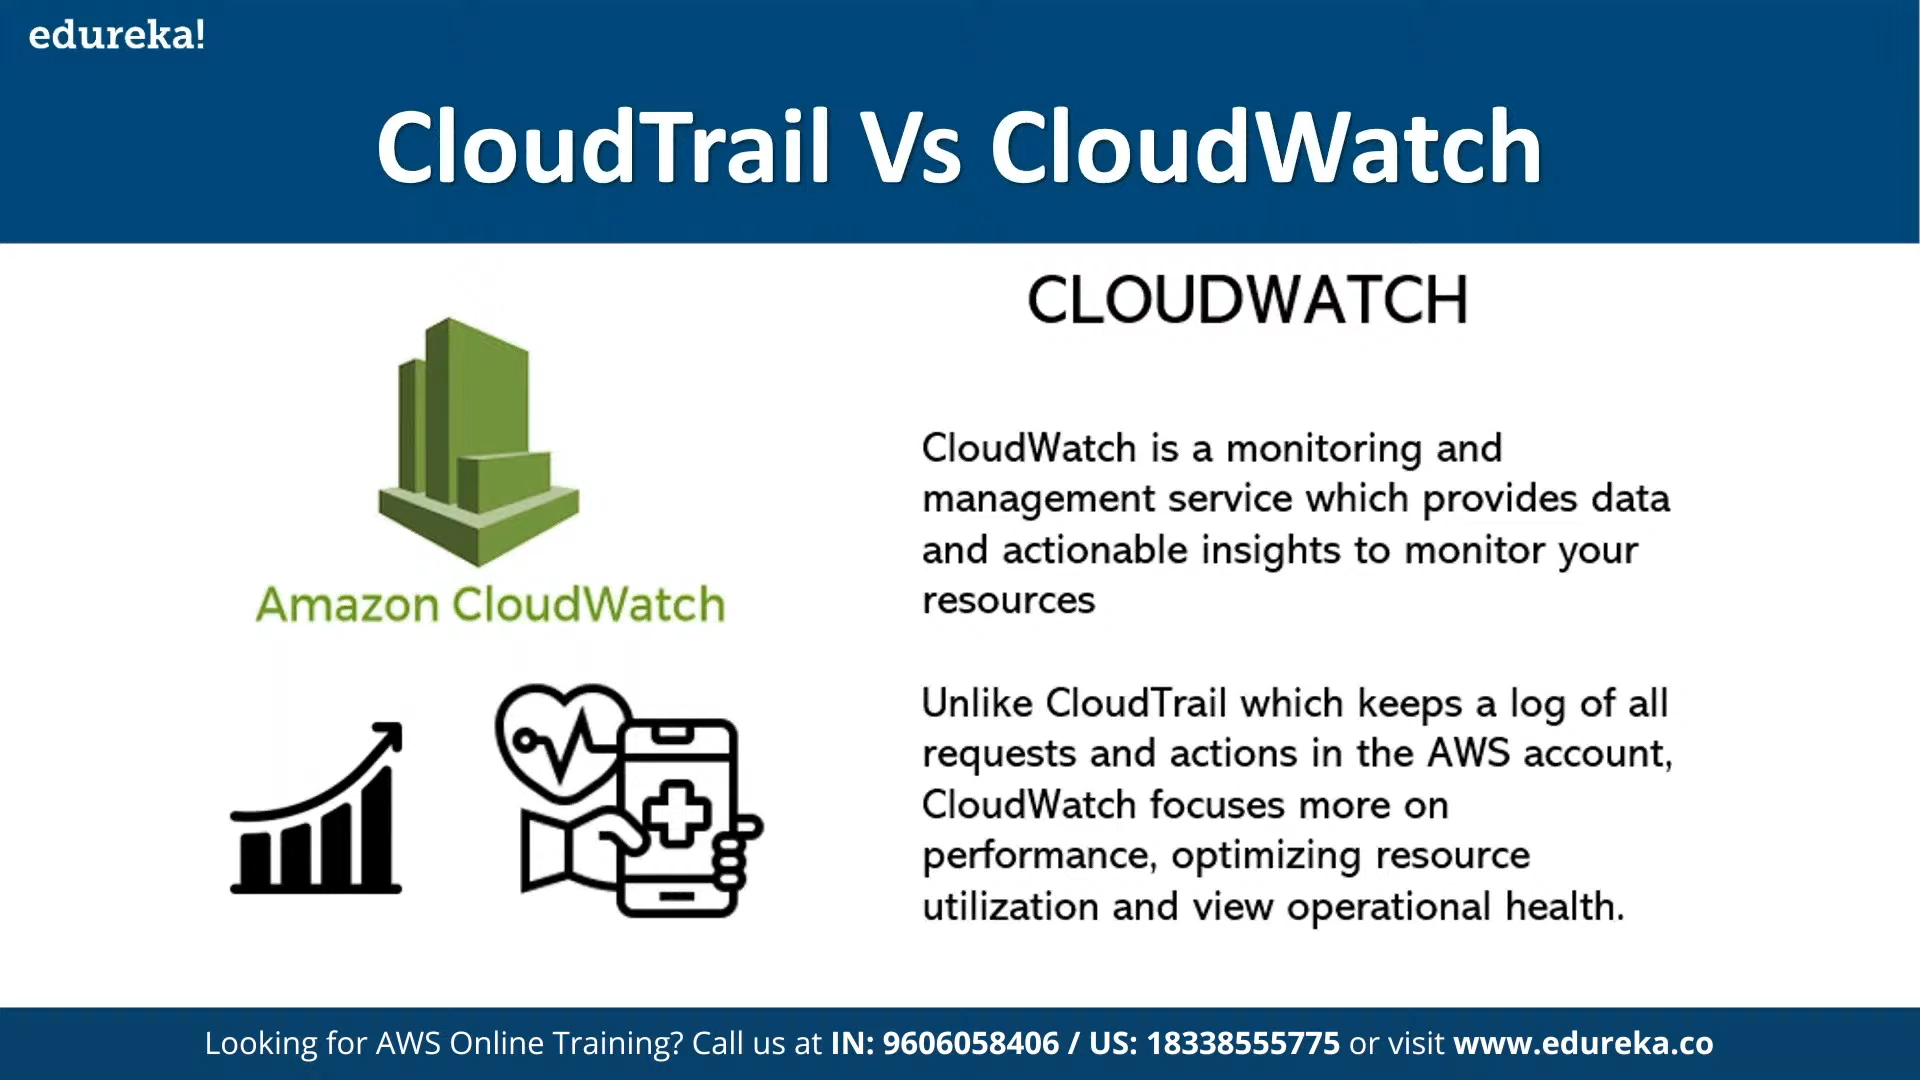 edureka!
CloudTrail Vs CloudWatch
CLOUDWATCH
Amazon CloudWatch
CloudWatch is a monitoring and
management service which provides data
and actionable insights to monitor your
resources
Unlike CloudTrail which keeps a log of all
requests and actions in the AWS account,
CloudWatch focuses more on
performance, optimizing resource
utilization and view operational health.
Looking for AWS Online Training? Call us at IN: 9606058406 / US: 18338555775 or visit www.edureka.co